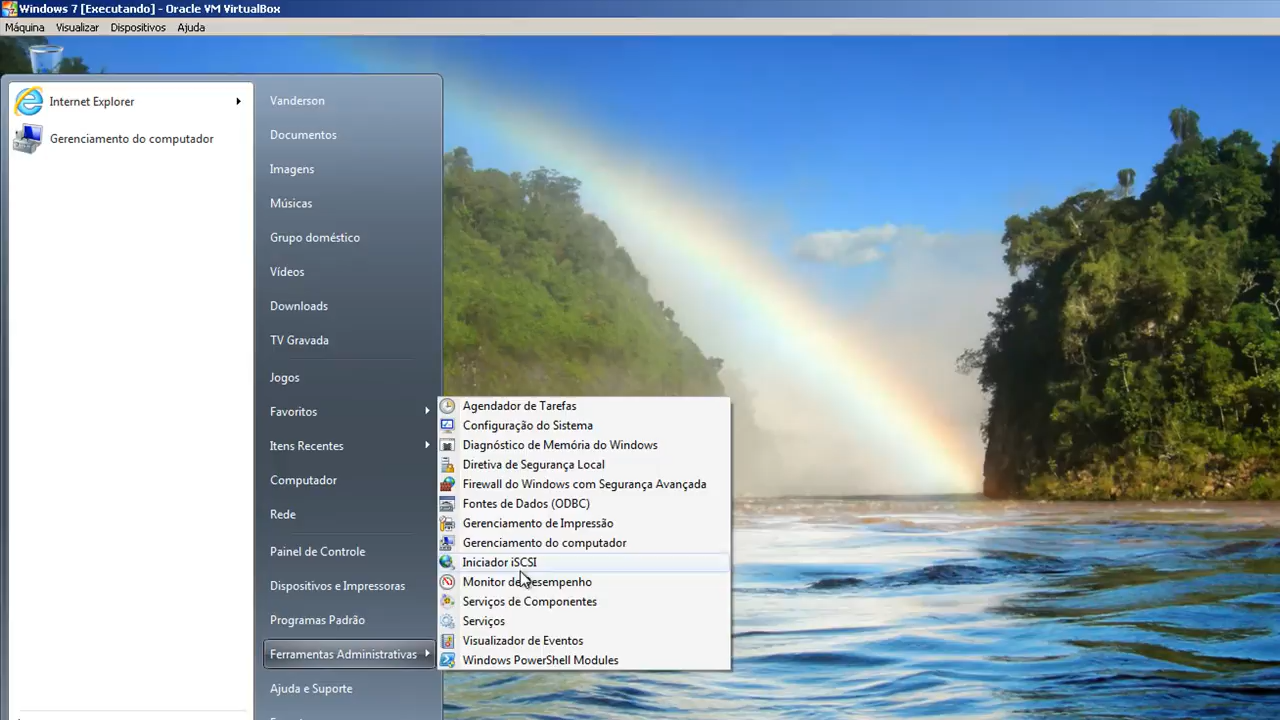 Windows 7 [Executando] - Oracle VM VirtualBox
Máquina Visualizar Dispositivos Ajuda
Internet Explorer
Gerenciamento do computador
Vanderson
Documentos
Imagens
Músicas
Grupo doméstico
Vídeos
Downloads
TV Gravada
Jogos
Favoritos
Itens Recentes
Computador
Rede
Painel de Controle
Dispositivos e Impressoras
Programas Padrão
Ferramentas Administrativas
Ajuda e Suporte
Agendador de Tarefas
Configuração do Sistema
Diagnóstico de Memória do Windows
Diretiva de Segurança Local
Firewall do Windows com Segurança Avançada
Fontes de Dados (ODBC)
Gerenciamento de Impressão
Gerenciamento do computador
Iniciador iSCSI
Monitor de Desempenho
Serviços de Componentes
Serviços
Visualizador de Eventos
Windows PowerShell Modules